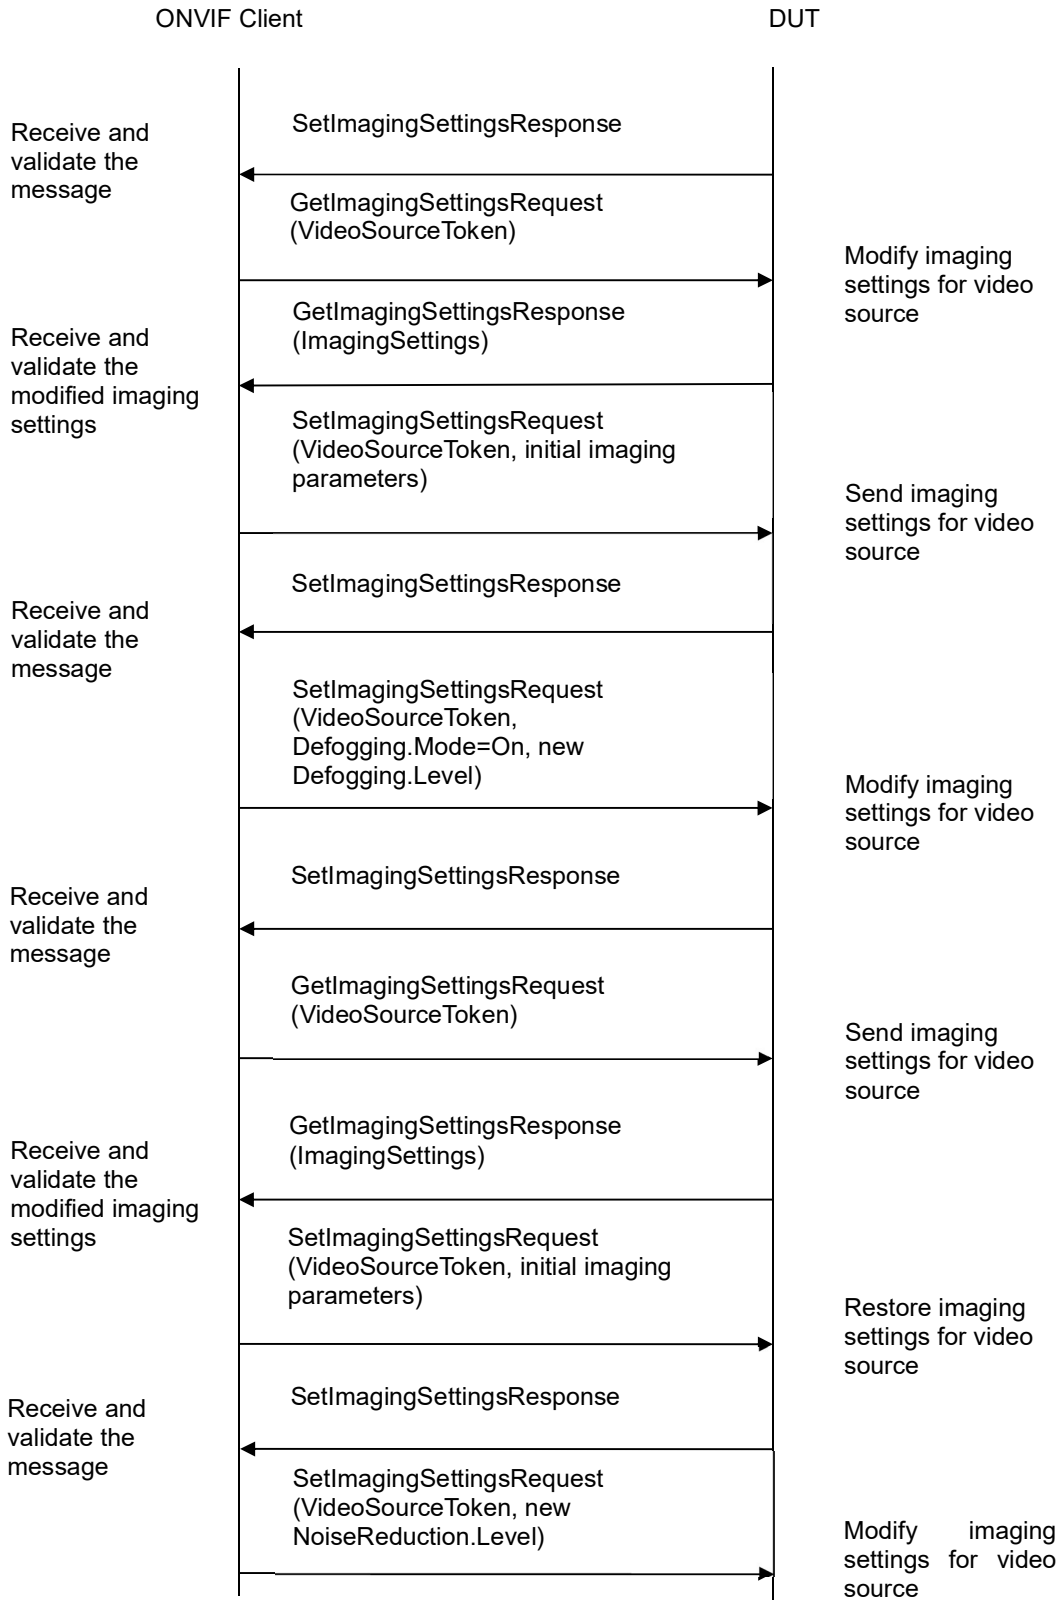 ONVIF Client
DUT
SetImagingSettingsResponse
Receive and
validate the
message
GetImagingSettingsRequest
(VideoSourceToken)
Modify imaging
settings for video
source
GetImagingSettingsResponse
(ImagingSettings)
Receive and
validate the
modified imaging
settings
SetImagingSettingsRequest
(VideoSourceToken, initial imaging
parameters)
Send imaging
settings for video
source
SetImagingSettingsResponse
Receive and
validate the
message
SetImagingSettingsRequest
(VideoSourceToken,
Defogging.Mode=On, new
Defogging.Level)
Modify imaging
settings for video
source
SetImagingSettingsResponse
Receive and
validate the
message
GetImagingSettingsRequest
(VideoSourceToken)
Send imaging
settings for video
source
GetImagingSettingsResponse
(ImagingSettings)
Receive and
validate the
modified imaging
settings
SetImagingSettingsRequest
(VideoSourceToken, initial imaging
parameters)
Restore imaging
settings for video
source
SetImagingSettingsResponse
Receive and
validate the
message
SetImagingSettingsRequest
(VideoSourceToken, new
NoiseReduction.Level)
Modify imaging
settings for video
source